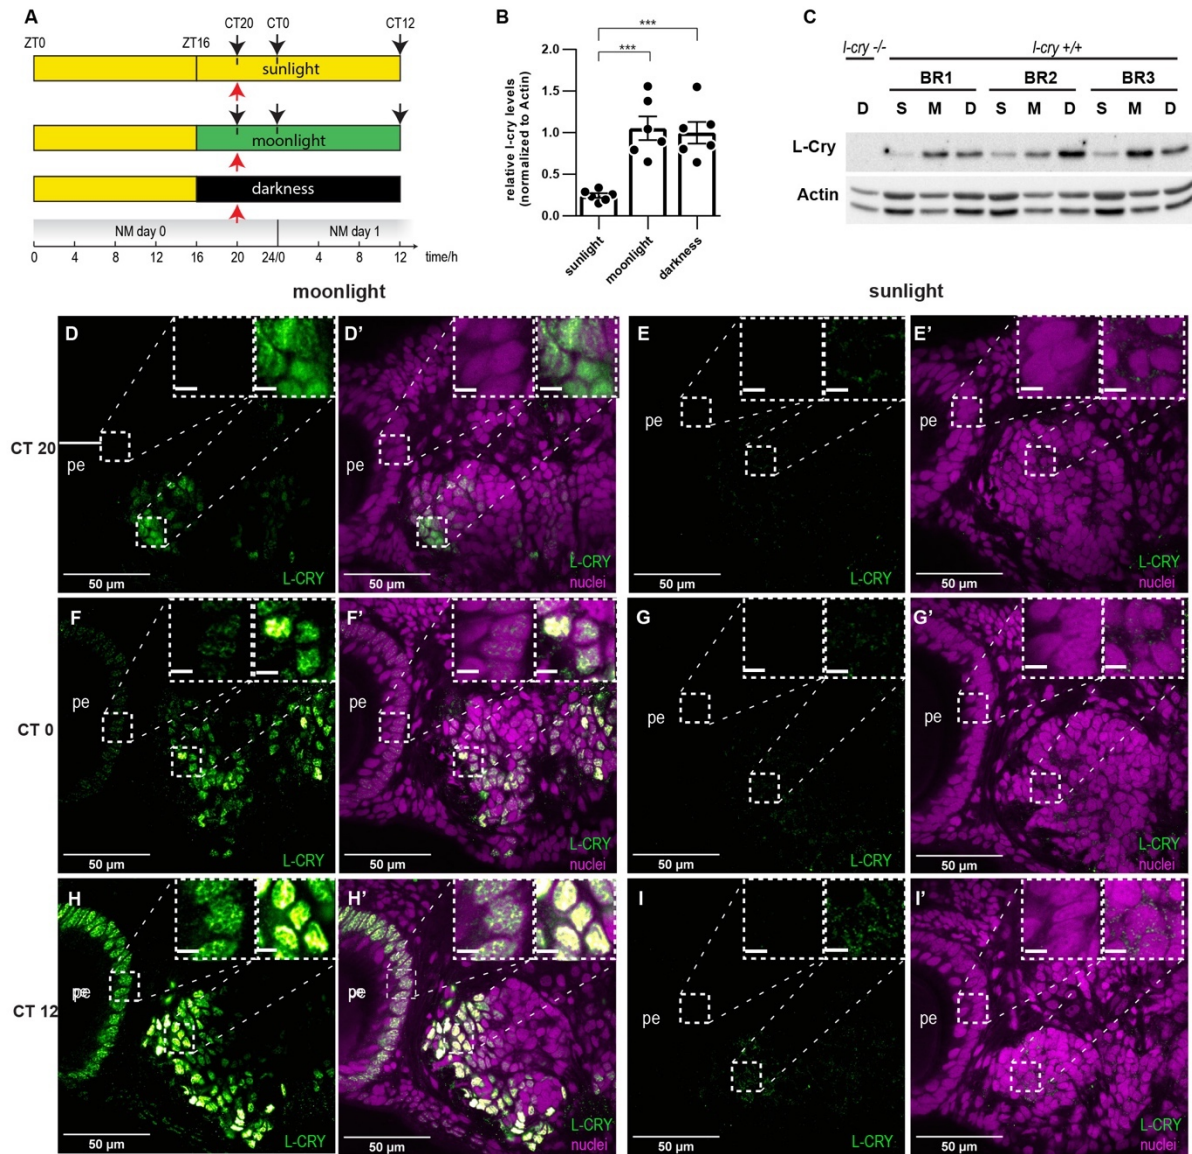 A
ZT0
ZT16
CT20
CT0
CT12
sunlight
moonlight
darkness
NM day 0
NM day 1
0 4 8 12 16 20 24/0 4 8 12 time/h
B
***
***
relative l-cry levels
(normalized to Actin)
2.0
1.5
1.0
0.5
0.0
sunlight
moonlight
darkness
C
l-cry -/-
l-cry +/+
BR1 BR2 BR3
D S M D S M D S M D
L-Cry
Actin
moonlight
sunlight
CT 20
D
pe
50 µm
L-CRY
D'
50 µm
L-CRY
nuclei
E
pe
50 µm
L-CRY
E'
50 µm
L-CRY
nuclei
CT 0
F
pe
50 µm
L-CRY
F'
50 µm
L-CRY
nuclei
G
pe
50 µm
L-CRY
G'
50 µm
L-CRY
nuclei
CT 12
H
pe
50 µm
L-CRY
H'
pe
50 µm
L-CRY
nuclei
I
pe
50 µm
L-CRY
I'
50 µm
L-CRY
nuclei